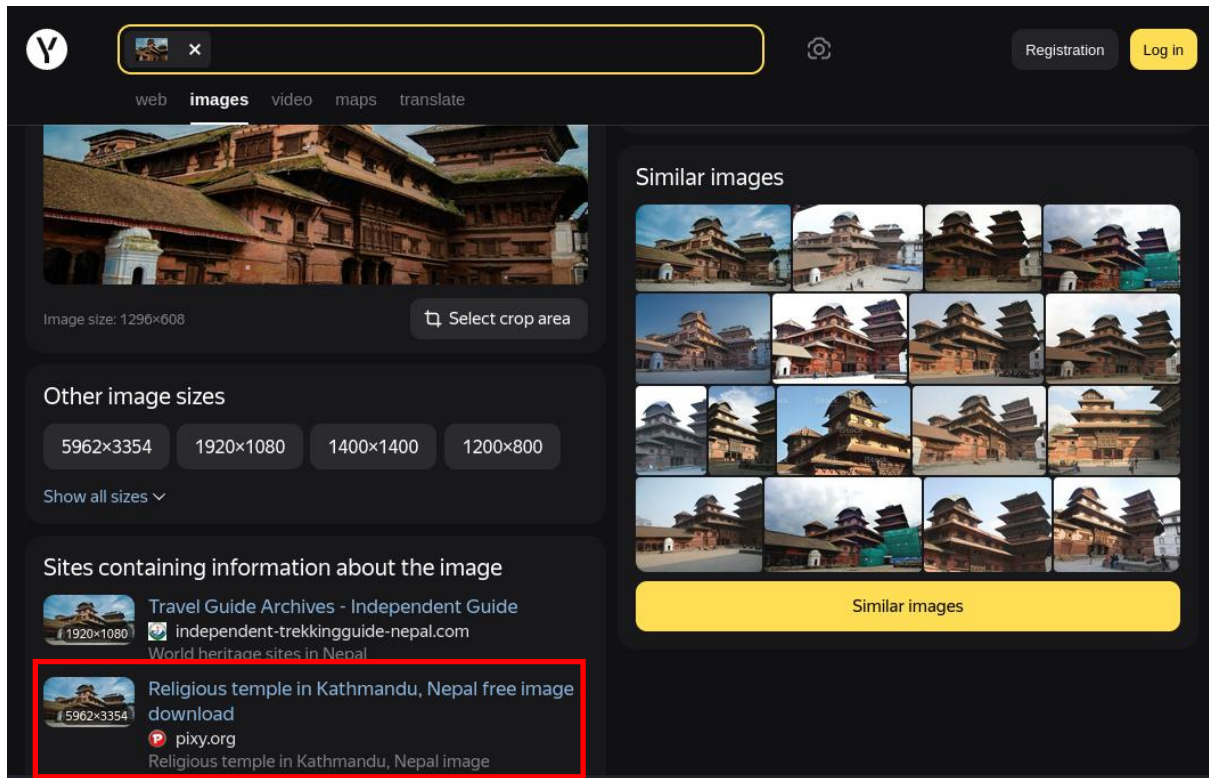 Y
Registration
Log in
web images video maps translate
Image size: 1296×608
Select crop area
Other image sizes
5962×3354 1920×1080 1400×1400 1200×800
Show all sizes
Sites containing information about the image
1920×1080
Travel Guide Archives - Independent Guide
independent-trekkingguide-nepal.com
World heritage sites in Nepal
5962×3354
Religious temple in Kathmandu, Nepal free image
download
pixy.org
Religious temple in Kathmandu, Nepal image
Similar images
Similar images